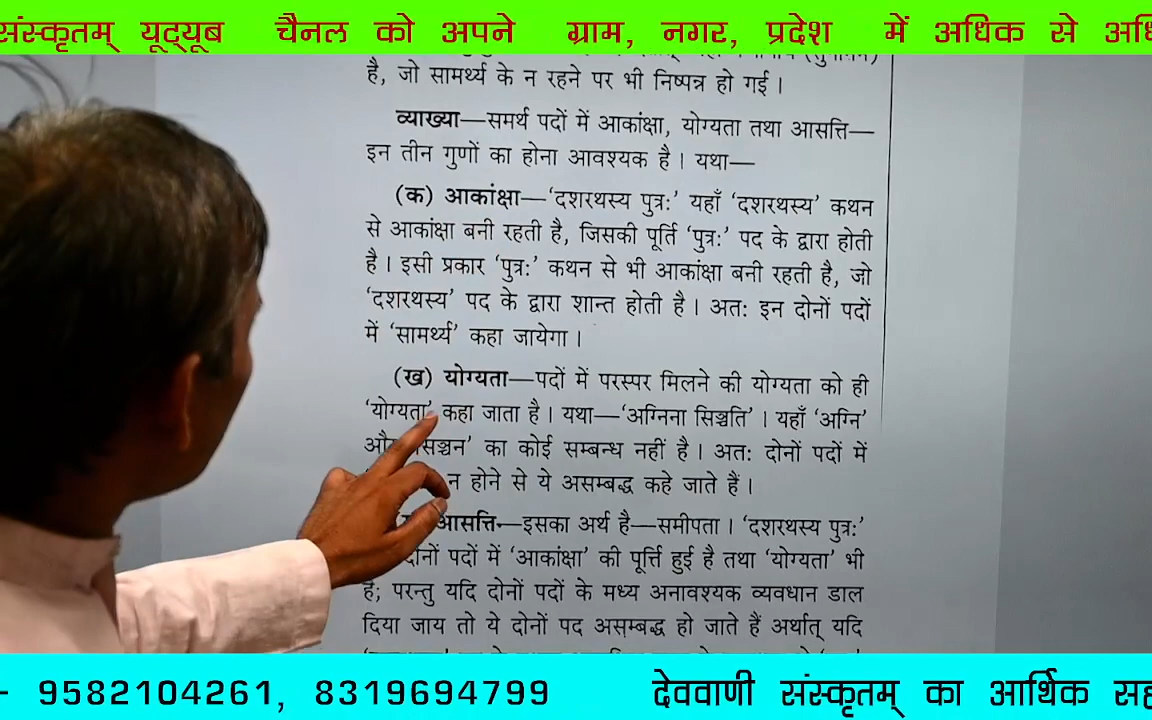 संस्कृतम् यूट्यूब चैनल को अपने ग्राम, नगर, प्रदेश में अधिक से
है, जो सामर्थ्य के न रहने पर भी निष्पन्न हो गई ।
व्याख्या—समर्थ पदों में आकांक्षा, योग्यता तथा आसत्ति—
इन तीन गुणों का होना आवश्यक है । यथा—
(क) आकांक्षा—‘दशरथस्य पुत्रः’ यहाँ ‘दशरथस्य’ कथन
से आकांक्षा बनी रहती है, जिसकी पूर्ति ‘पुत्रः’ पद के द्वारा होती
है । इसी प्रकार ‘पुत्रः’ कथन से भी आकांक्षा बनी रहती है, जो
‘दशरथस्य’ पद के द्वारा शान्त होती है । अतः इन दोनों पदों
में ‘सामर्थ्य’ कहा जायेगा ।
(ख) योग्यता—पदों में परस्पर मिलने की योग्यता को ही
‘योग्यता’ कहा जाता है । यथा—‘अग्निना सिञ्चति’ । यहाँ ‘अग्नि’
का कोई सम्बन्ध नहीं है । अतः दोनों पदों में
न होने से ये असम्बद्ध कहे जाते हैं ।
आसत्ति—इसका अर्थ है—समीपता । ‘दशरथस्य पुत्रः’
दोनों पदों में ‘आकांक्षा’ की पूर्त्ति हुई है तथा ‘योग्यता’ भी
है; परन्तु यदि दोनों पदों के मध्य अनावश्यक व्यवधान डाल
दिया जाय तो ये दोनों पद असम्बद्ध हो जाते हैं अर्थात् यदि
- 9582104261, 8319694799 देववाणी संस्कृतम् का आर्थिक